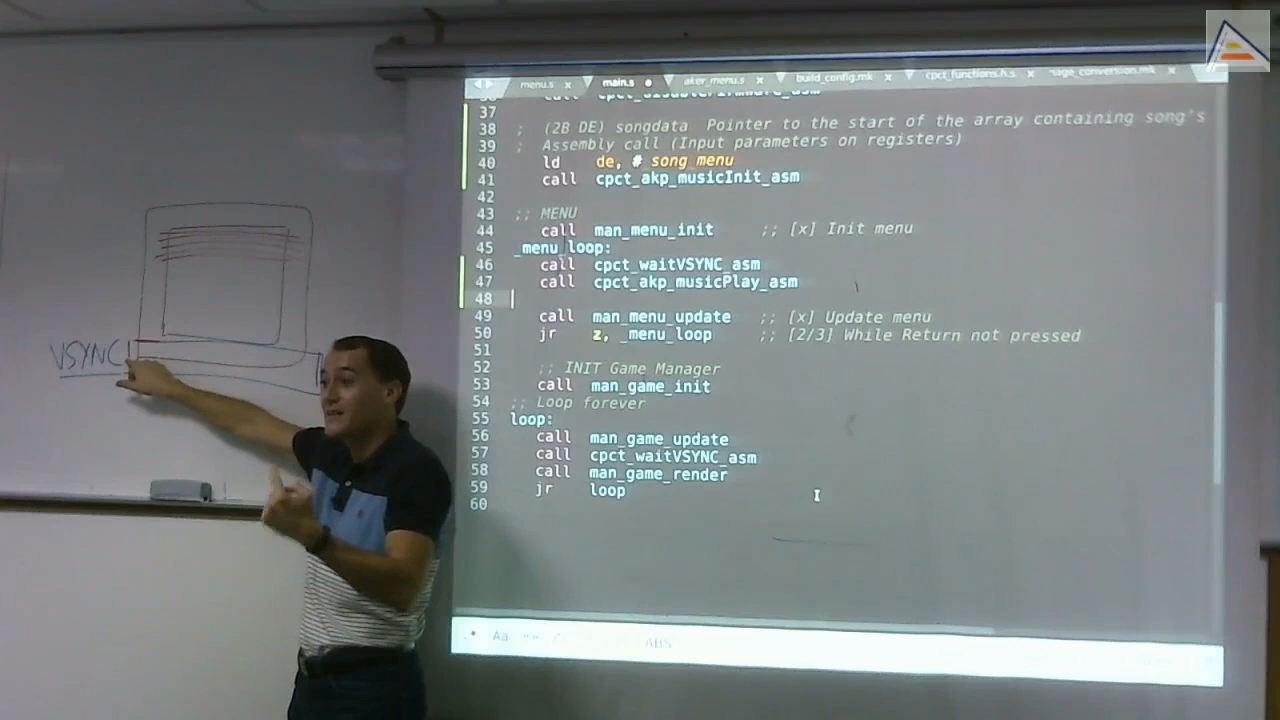 menu.s x main.s aker_menu.s x build_config.mk x cpct_functions.h.s x
37
38 ; (2B DE) songdata Pointer to the start of the array containing song's
39 ; Assembly call (Input parameters on registers)
40 ld de, # song_menu
41 call cpct_akp_musicInit_asm
42
43 ;; MENU
44 call man_menu_init ;; [x] Init menu
45 _menu_loop:
46 call cpct_waitVSYNC_asm
47 call cpct_akp_musicPlay_asm
48
49 call man_menu_update ;; [x] Update menu
50 jr z, _menu_loop ;; [2/3] While Return not pressed
51
52 ;; INIT Game Manager
53 call man_game_init
54 ;; Loop forever
55 loop:
56 call man_game_update
57 call cpct_waitVSYNC_asm
58 call man_game_render
59 jr loop
60
VSYNC
Aa